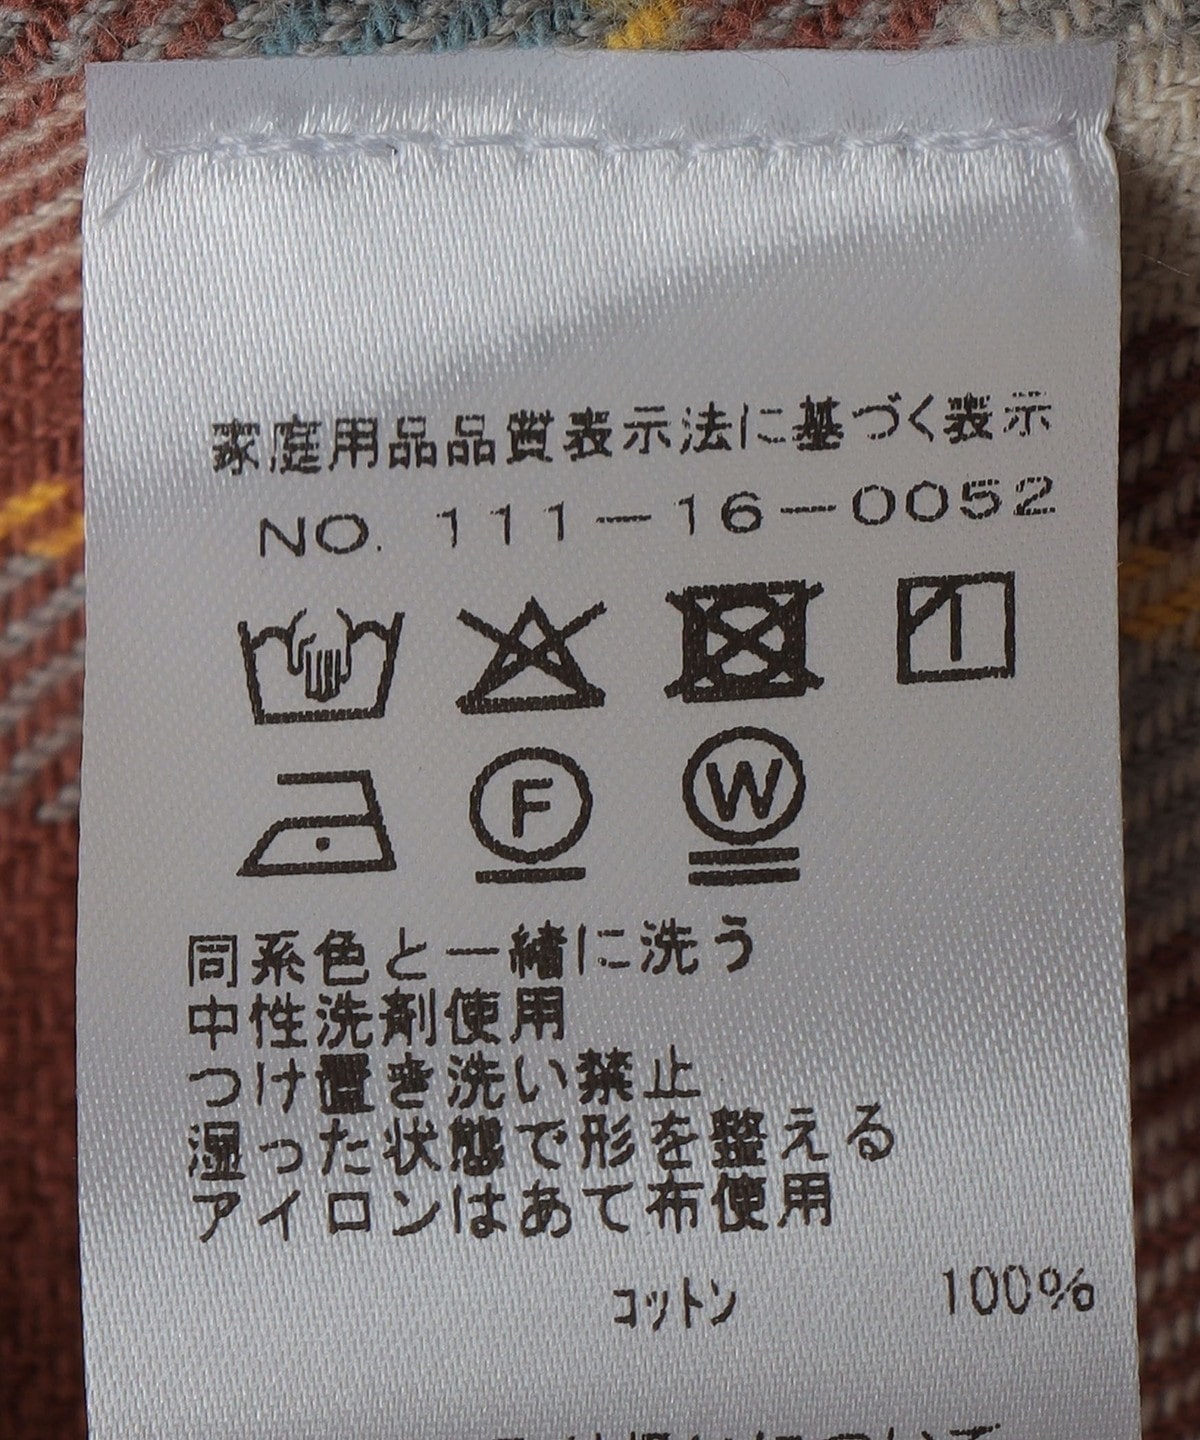 家庭用品品質表示法に基づく表示
NO. 111-16-0052
F W
同系色と一緒に洗う
中性洗剤使用
つけ置き洗い禁止
湿った状態で形を整える
アイロンはあて布使用
コットン 100%